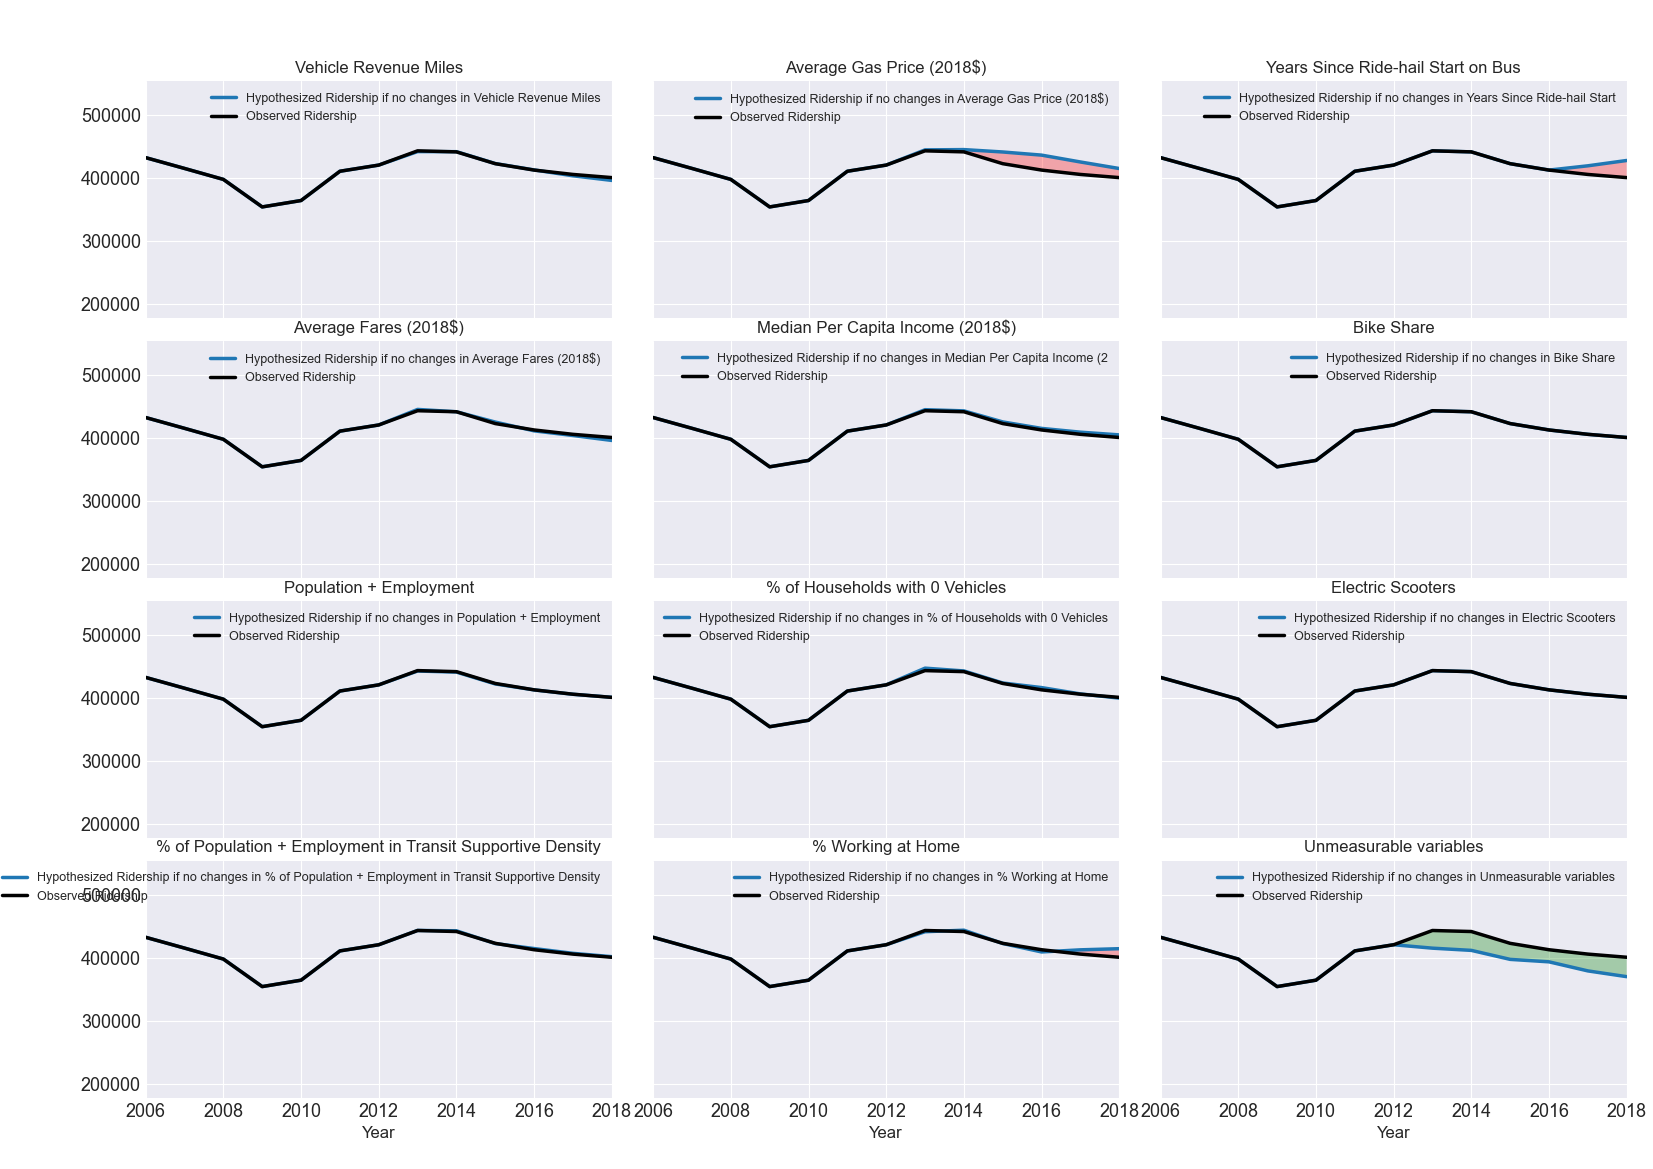 Vehicle Revenue Miles
Hypothesized Ridership if no changes in Vehicle Revenue Miles
Observed Ridership
500000
400000
300000
200000
Average Gas Price (2018$)
Hypothesized Ridership if no changes in Average Gas Price (2018$)
Observed Ridership
Years Since Ride-hail Start on Bus
Hypothesized Ridership if no changes in Years Since Ride-hail Start
Observed Ridership
Average Fares (2018$)
Hypothesized Ridership if no changes in Average Fares (2018$)
Observed Ridership
500000
400000
300000
200000
Median Per Capita Income (2018$)
Hypothesized Ridership if no changes in Median Per Capita Income (2
Observed Ridership
Bike Share
Hypothesized Ridership if no changes in Bike Share
Observed Ridership
Population + Employment
Hypothesized Ridership if no changes in Population + Employment
Observed Ridership
500000
400000
300000
200000
% of Households with 0 Vehicles
Hypothesized Ridership if no changes in % of Households with 0 Vehicles
Observed Ridership
Electric Scooters
Hypothesized Ridership if no changes in Electric Scooters
Observed Ridership
% of Population + Employment in Transit Supportive Density
Hypothesized Ridership if no changes in % of Population + Employment in Transit Supportive Density
Observed Ridership
500000
400000
300000
200000
2006 2008 2010 2012 2014 2016 2018
Year
% Working at Home
Hypothesized Ridership if no changes in % Working at Home
Observed Ridership
2006 2008 2010 2012 2014 2016 2018
Year
Unmeasurable variables
Hypothesized Ridership if no changes in Unmeasurable variables
Observed Ridership
2006 2008 2010 2012 2014 2016 2018
Year